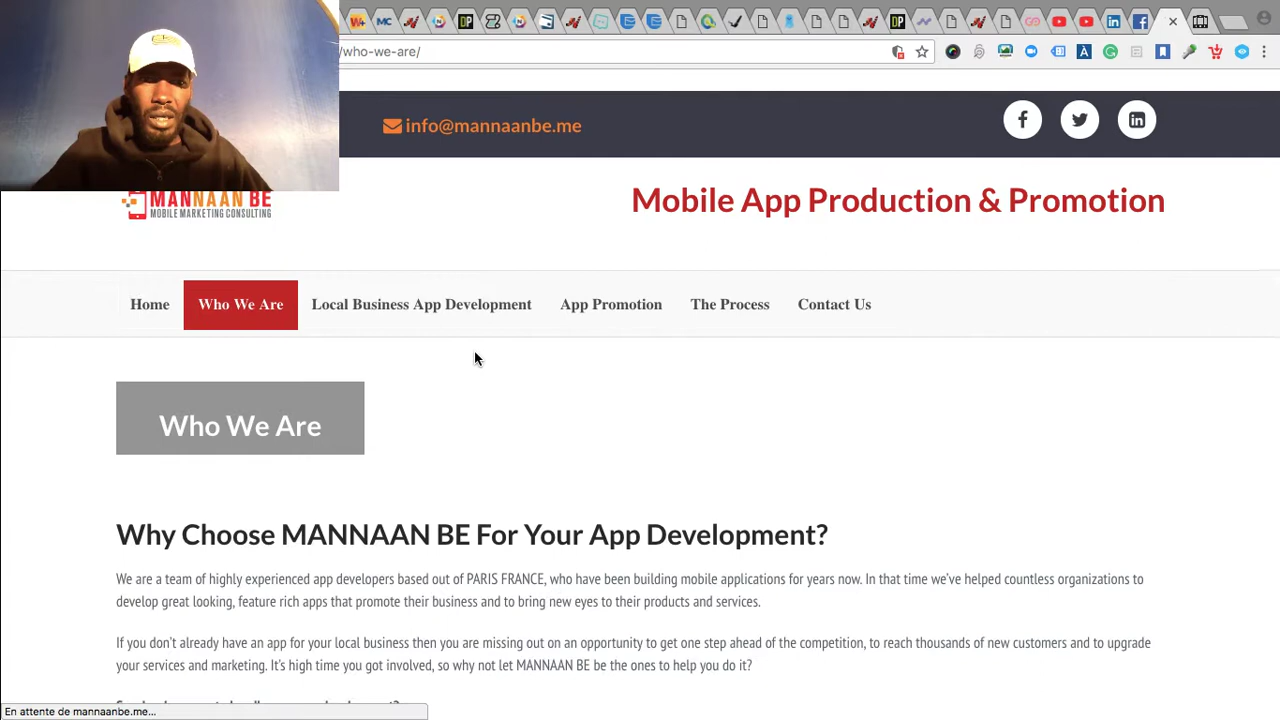 /who-we-are/
info@mannaanbe.me
MANNAAN BE
MOBILE MARKETING CONSULTING
Mobile App Production & Promotion
Home
Who We Are
Local Business App Development
App Promotion
The Process
Contact Us
Who We Are
Why Choose MANNAAN BE For Your App Development?
We are a team of highly experienced app developers based out of PARIS FRANCE, who have been building mobile applications for years now. In that time we've helped countless organizations to
develop great looking, feature rich apps that promote their business and to bring new eyes to their products and services.
If you don't already have an app for your local business then you are missing out on an opportunity to get one step ahead of the competition, to reach thousands of new customers and to upgrade
your services and marketing. It's high time you got involved, so why not let MANNAAN BE be the ones to help you do it?
En attente de mannaanbe.me...